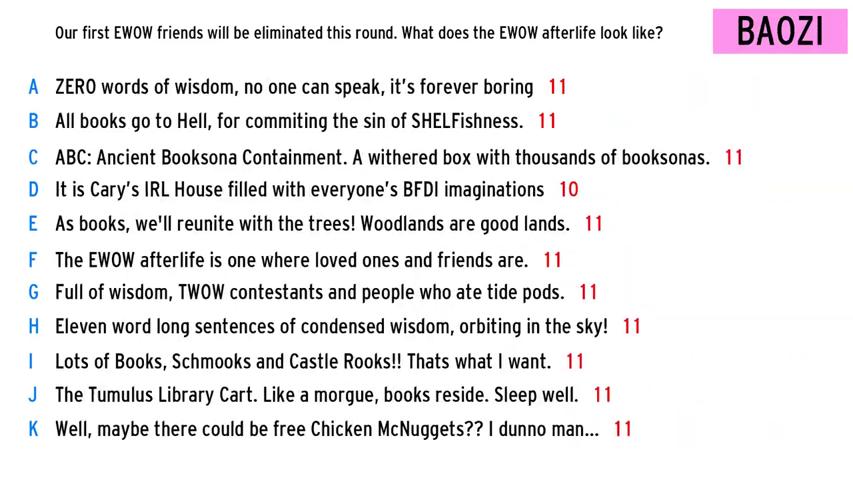 Our first EWOW friends will be eliminated this round. What does the EWOW afterlife look like?
BAOZI
A ZERO words of wisdom, no one can speak, it's forever boring 11
B All books go to Hell, for commiting the sin of SHELFishness. 11
C ABC: Ancient Booksona Containment. A withered box with thousands of booksonas. 11
D It is Cary's IRL House filled with everyone's BFDI imaginations 10
E As books, we'll reunite with the trees! Woodlands are good lands. 11
F The EWOW afterlife is one where loved ones and friends are. 11
G Full of wisdom, TWOW contestants and people who ate tide pods. 11
H Eleven word long sentences of condensed wisdom, orbiting in the sky! 11
I Lots of Books, Schmooks and Castle Rooks!! Thats what I want. 11
J The Tumulus Library Cart. Like a morgue, books reside. Sleep well. 11
K Well, maybe there could be free Chicken McNuggets?? I dunno man... 11